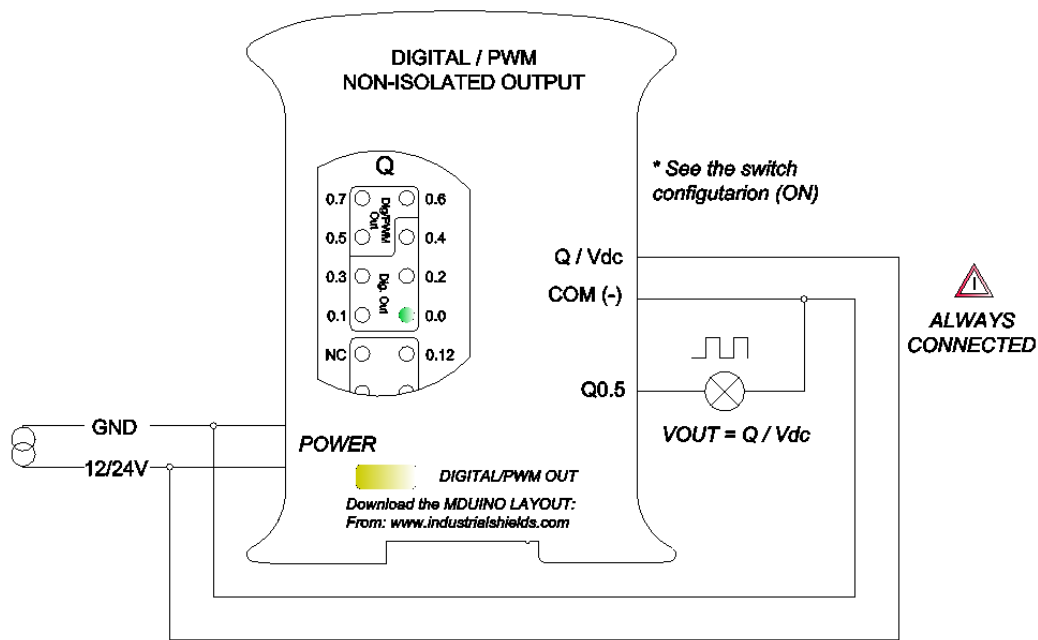 DIGITAL / PWM
NON-ISOLATED OUTPUT
Q
0.7
0.6
Dig/PWM
Out
0.5
0.4
0.3
0.2
Dig. Out
0.1
0.0
NC
0.12
* See the switch
configutarion (ON)
Q / Vdc
COM (-)
ALWAYS
CONNECTED
Q0.5
VOUT = Q / Vdc
GND
12/24V
POWER
DIGITAL/PWM OUT
Download the MDUINO LAYOUT:
From: www.industrialshields.com